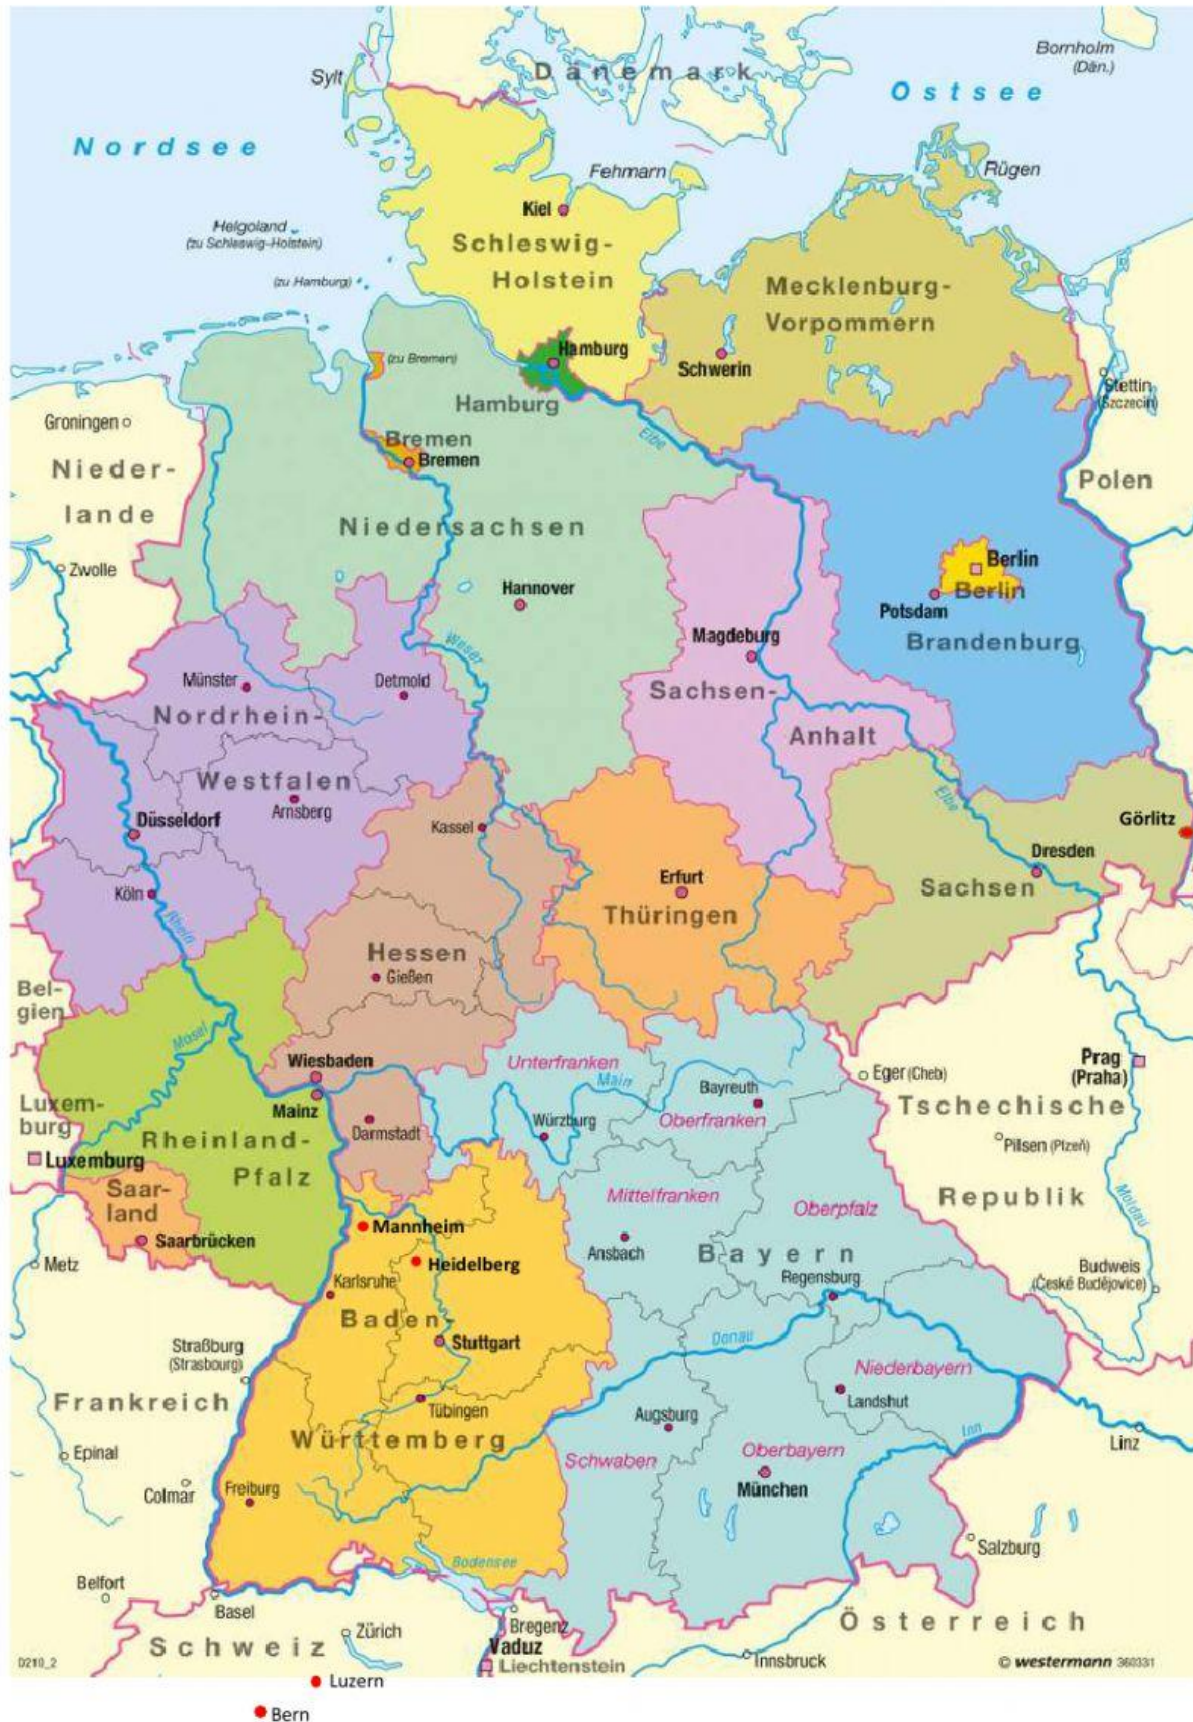 Bornholm
(Dän.)
Dänemark
Sylt
Ostsee
Nordsee
Fehmarn
Rügen
Kiel
Helgoland
(zu Schleswig-Holstein)
Schleswig-
Holstein
(zu Hamburg)
Mecklenburg-
Vorpommern
Hamburg
(zu Bremen)
Schwerin
Stettin
(Szczecin)
Hamburg
Groningen
Elbe
Bremen
Bremen
Nieder-
lande
Polen
Niedersachsen
Zwolle
Berlin
Hannover
Berlin
Potsdam
Magdeburg
Brandenburg
Weser
Münster
Detmold
Sachsen-
Nordrhein-
Anhalt
Westfalen
Arnsberg
Elbe
Düsseldorf
Kassel
Görlitz
Dresden
Köln
Erfurt
Sachsen
Thüringen
Rhein
Hessen
Gießen
Bel-
gien
Mosel
Wiesbaden
Unterfranken
Main
Bayreuth
Prag
(Praha)
Eger (Cheb)
Mainz
Luxem-
burg
Würzburg
Oberfranken
Tschechische
Darmstadt
Rheinland-
Pfalz
Pilsen (Plzeň)
Luxemburg
Saar-
land
Mittelfranken
Oberpfalz
Republik
Moldau
Mannheim
Saarbrücken
Ansbach
Bayern
Metz
Heidelberg
Karlsruhe
Regensburg
Budweis
(České Budějovice)
Baden-
Straßburg
(Strasbourg)
Stuttgart
Donau
Niederbayern
Frankreich
Tübingen
Landshut
Augsburg
Württemberg
Epinal
Schwaben
Oberbayern
Inn
Linz
Colmar
Freiburg
München
Salzburg
Bodensee
Belfort
Basel
Bregenz
Österreich
Zürich
Schweiz
Vaduz
Liechtenstein
Innsbruck
D210_2
© westermann 360331
Luzern
Bern